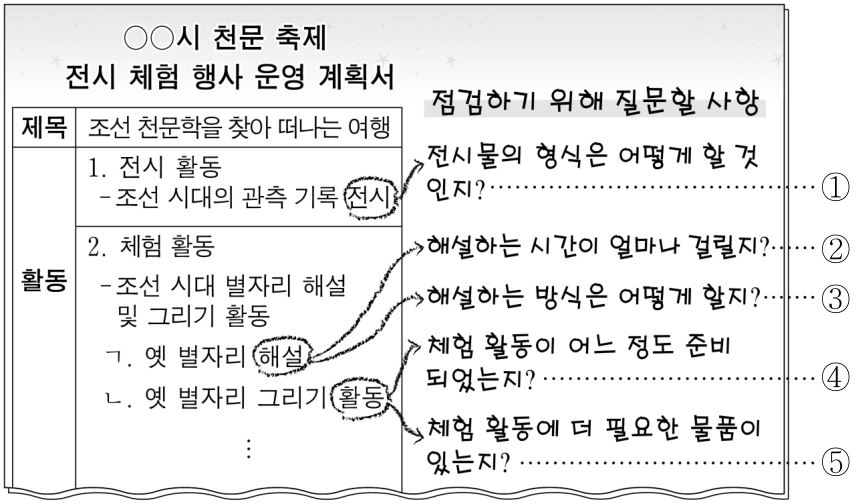 ○○시 천문 축제
전시 체험 행사 운영 계획서
점검하기 위해 질문할 사항
제목 조선 천문학을 찾아 떠나는 여행
활동
1. 전시 활동
-조선 시대의 관측 기록 전시
전시물의 형식은 어떻게 할 것
인지?································ ①
2. 체험 활동
-조선 시대 별자리 해설
및 그리기 활동
ㄱ. 옛 별자리 해설
ㄴ. 옛 별자리 그리기 활동
⋮
해설하는 시간이 얼마나 걸릴지?······ ②
해설하는 방식은 어떻게 할지?······· ③
체험 활동이 어느 정도 준비
되었는지?························· ④
체험 활동에 더 필요한 물품이
있는지? ···························· ⑤